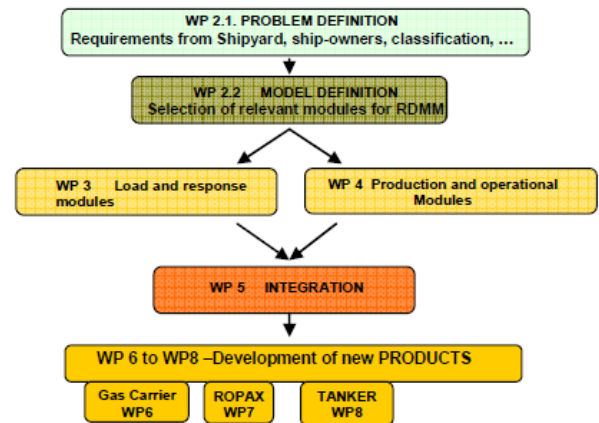 WP 2.1. PROBLEM DEFINITION
Requirements from Shipyard, ship-owners, classification, ...
WP 2.2 MODEL DEFINITION
Selection of relevant modules for RDMM
WP 3 Load and response
modules
WP 4 Production and operational
Modules
WP 5 INTEGRATION
WP 6 to WP8 –Development of new PRODUCTS
Gas Carrier
WP6
ROPAX
WP7
TANKER
WP8